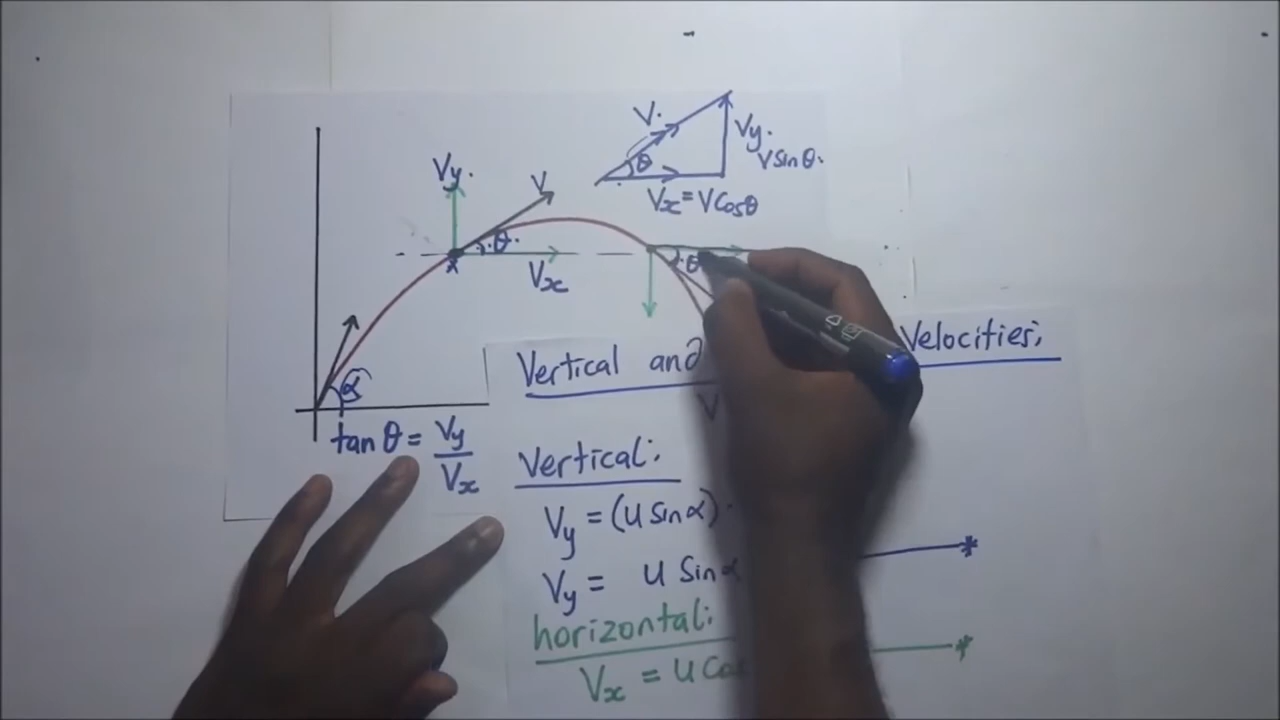 V.
Vy.
V sin θ.
θ
Vx = V Cos θ
Vy.
V
θ.
x
Vx
θ
α
tan θ = Vy/Vx
Vertical and Velocities:
V
Vertical:
Vy = (U Sin α)
Vy = U Sin α
horizontal:
Vx = U Cos